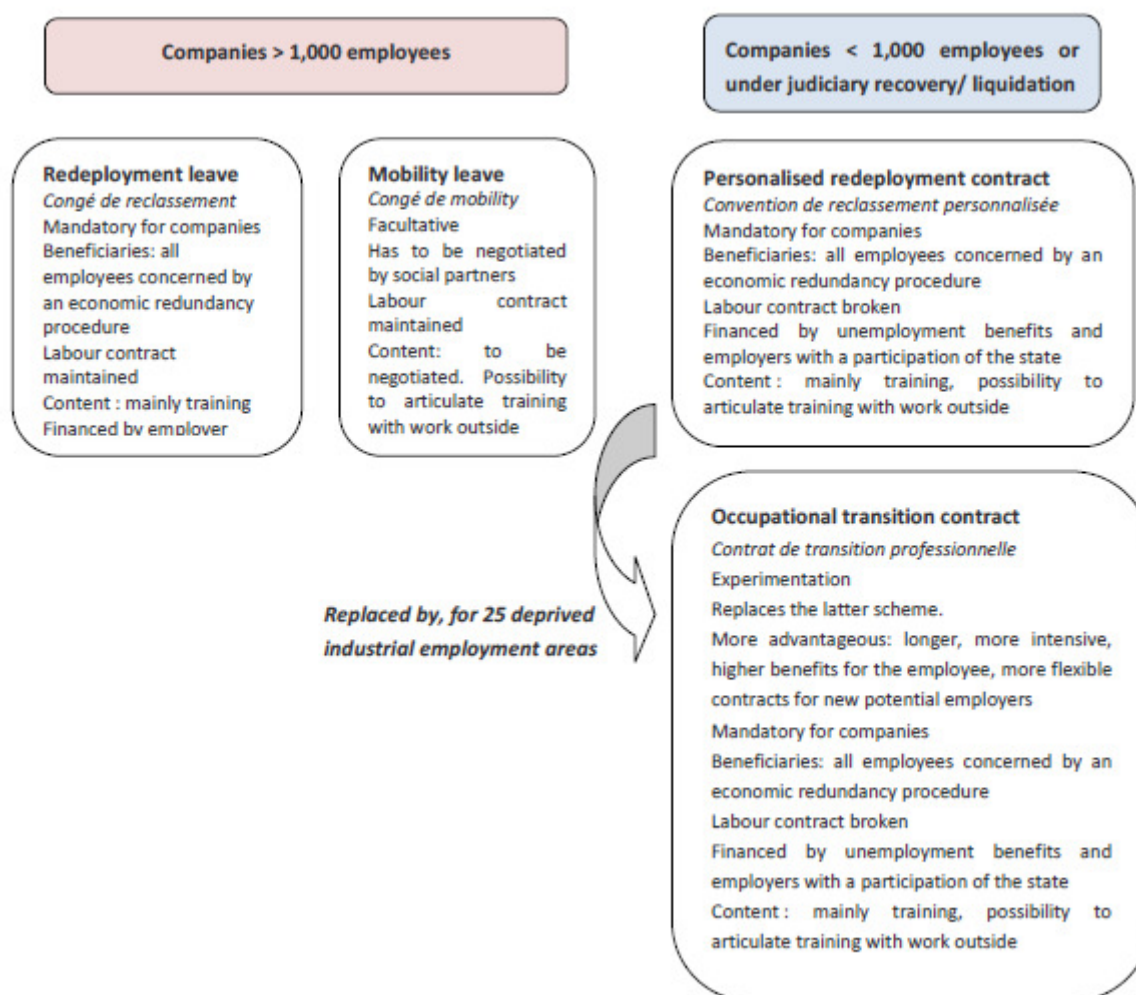 Companies > 1,000 employees
Companies < 1,000 employees or
under judiciary recovery/ liquidation
Redeployment leave
Congé de reclassement
Mandatory for companies
Beneficiaries: all
employees concerned by
an economic redundancy
procedure
Labour contract
maintained
Content : mainly training
Financed by employer
Mobility leave
Congé de mobility
Facultative
Has to be negotiated
by social partners
Labour contract
maintained
Content: to be
negotiated. Possibility
to articulate training
with work outside
Personalised redeployment contract
Convention de reclassement personnalisée
Mandatory for companies
Beneficiaries: all employees concerned by an
economic redundancy procedure
Labour contract broken
Financed by unemployment benefits and
employers with a participation of the state
Content : mainly training, possibility to
articulate training with work outside
Replaced by, for 25 deprived
industrial employment areas
Occupational transition contract
Contrat de transition professionnelle
Experimentation
Replaces the latter scheme.
More advantageous: longer, more intensive,
higher benefits for the employee, more flexible
contracts for new potential employers
Mandatory for companies
Beneficiaries: all employees concerned by an
economic redundancy procedure
Labour contract broken
Financed by unemployment benefits and
employers with a participation of the state
Content : mainly training, possibility to
articulate training with work outside